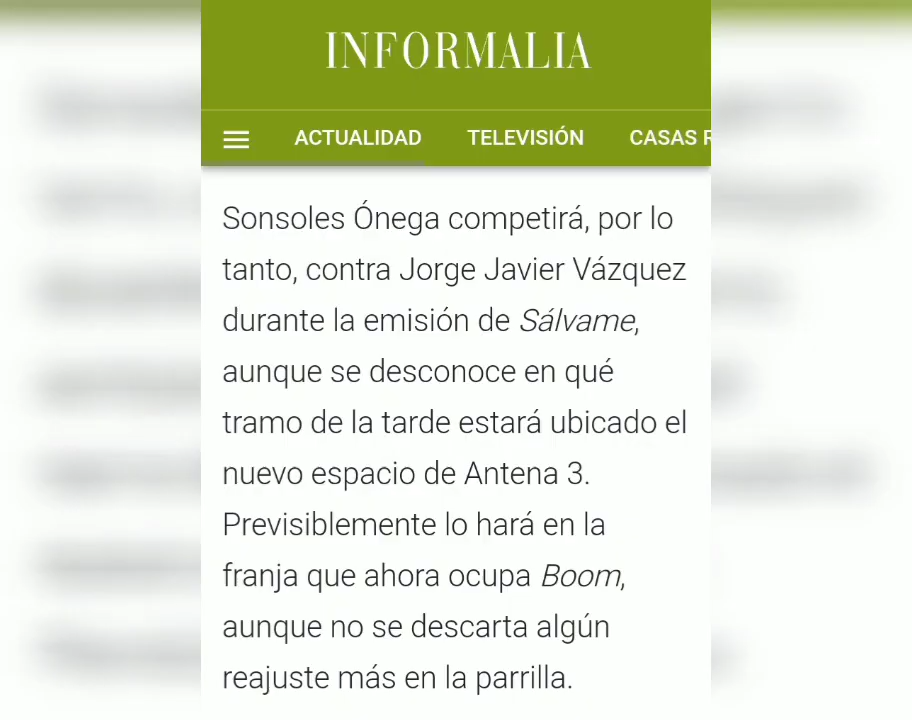 INFORMALIA
ACTUALIDAD TELEVISIÓN CASAS R
Sonsoles Ónega competirá, por lo
tanto, contra Jorge Javier Vázquez
durante la emisión de Sálvame,
aunque se desconoce en qué
tramo de la tarde estará ubicado el
nuevo espacio de Antena 3.
Previsiblemente lo hará en la
franja que ahora ocupa Boom,
aunque no se descarta algún
reajuste más en la parrilla.